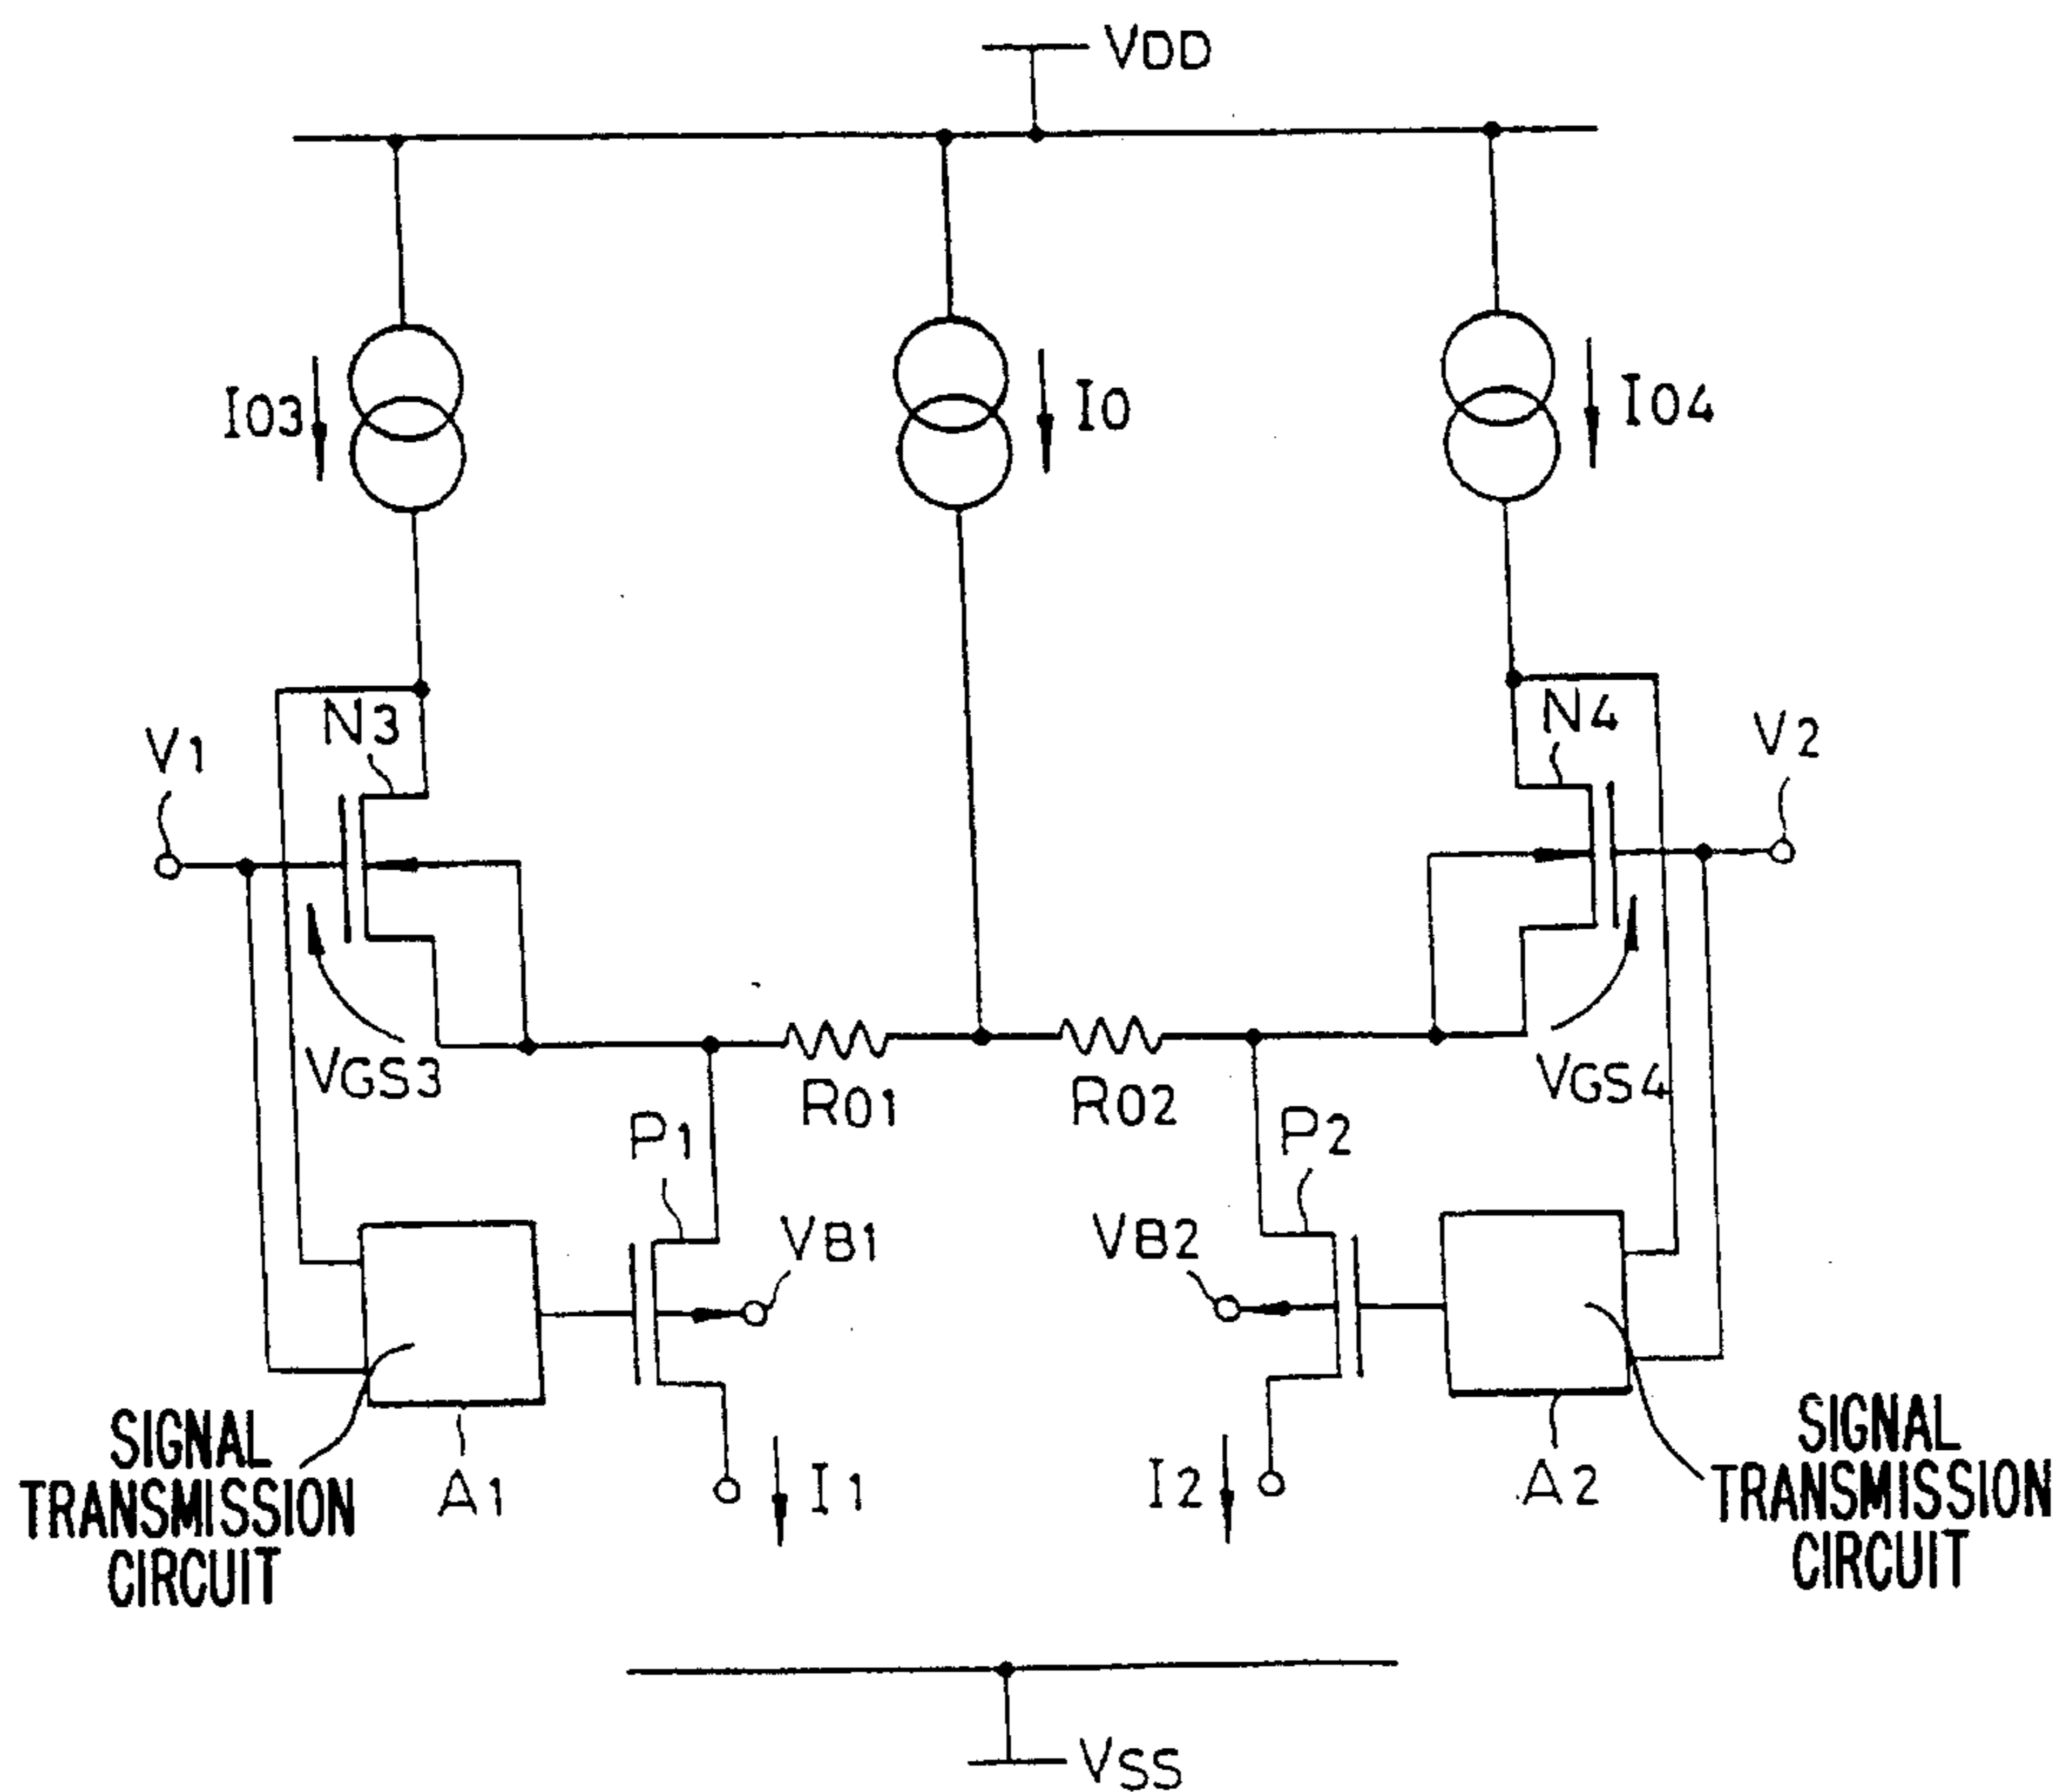 VDD
I03
I0
I04
N3
N4
V1
V2
VGS3
R01
R02
VGS4
P1
P2
VB1
VB2
SIGNAL
TRANSMISSION
CIRCUIT
A1
I1
I2
A2
SIGNAL
TRANSMISSION
CIRCUIT
VSS